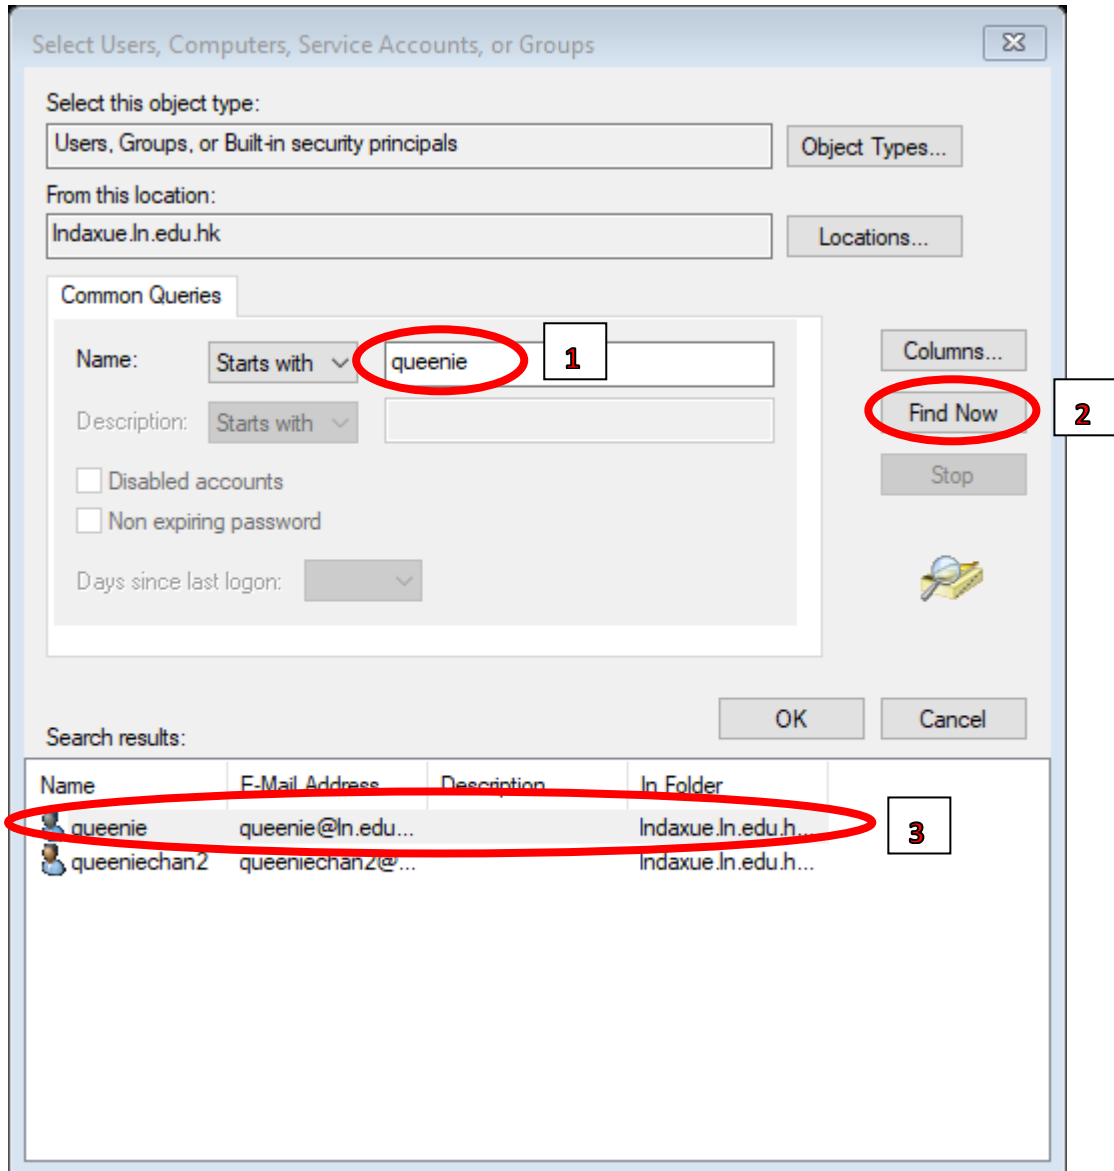 Select Users, Computers, Service Accounts, or Groups
Select this object type:
Users, Groups, or Built-in security principals
Object Types...
From this location:
lndaxue.ln.edu.hk
Locations...
Common Queries
Name: Starts with queenie
1
Columns...
Description: Starts with
Find Now
2
Disabled accounts
Stop
Non expiring password
Days since last logon:
OK Cancel
Search results:
Name E-Mail Address Description In Folder
queenie queenie@ln.edu... lndaxue.ln.edu.h...
3
queeniechan2 queeniechan2@... lndaxue.ln.edu.h...